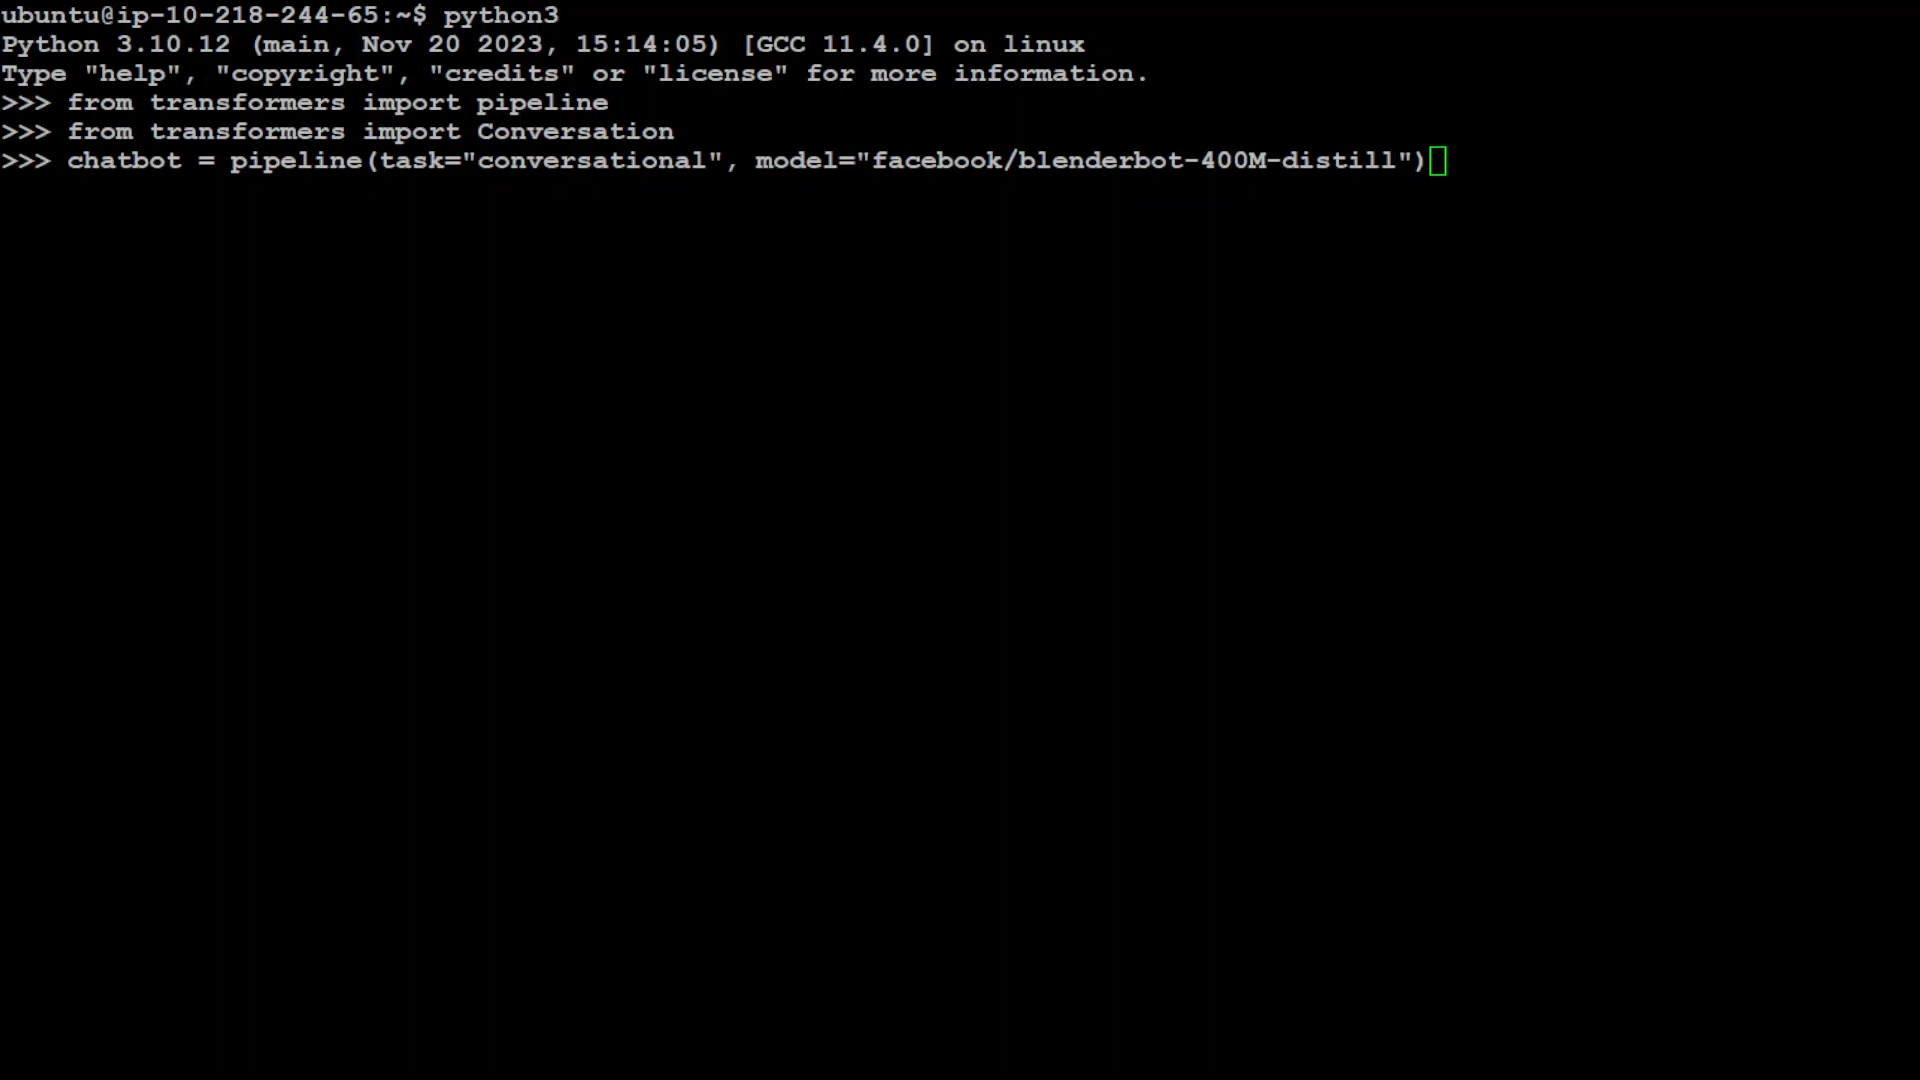 ubuntu@ip-10-218-244-65:~$ python3
Python 3.10.12 (main, Nov 20 2023, 15:14:05) [GCC 11.4.0] on linux
Type "help", "copyright", "credits" or "license" for more information.
>>> from transformers import pipeline
>>> from transformers import Conversation
>>> chatbot = pipeline(task="conversational", model="facebook/blenderbot-400M-distill")